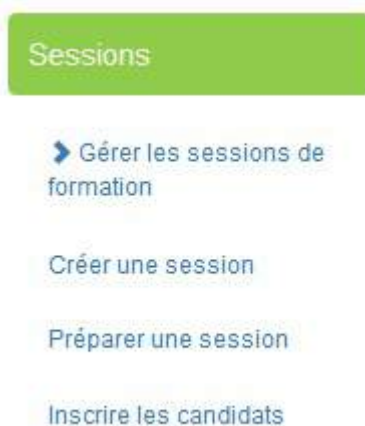 Sessions
Gérer les sessions de
formation
Créer une session
Préparer une session
Inscrire les candidats